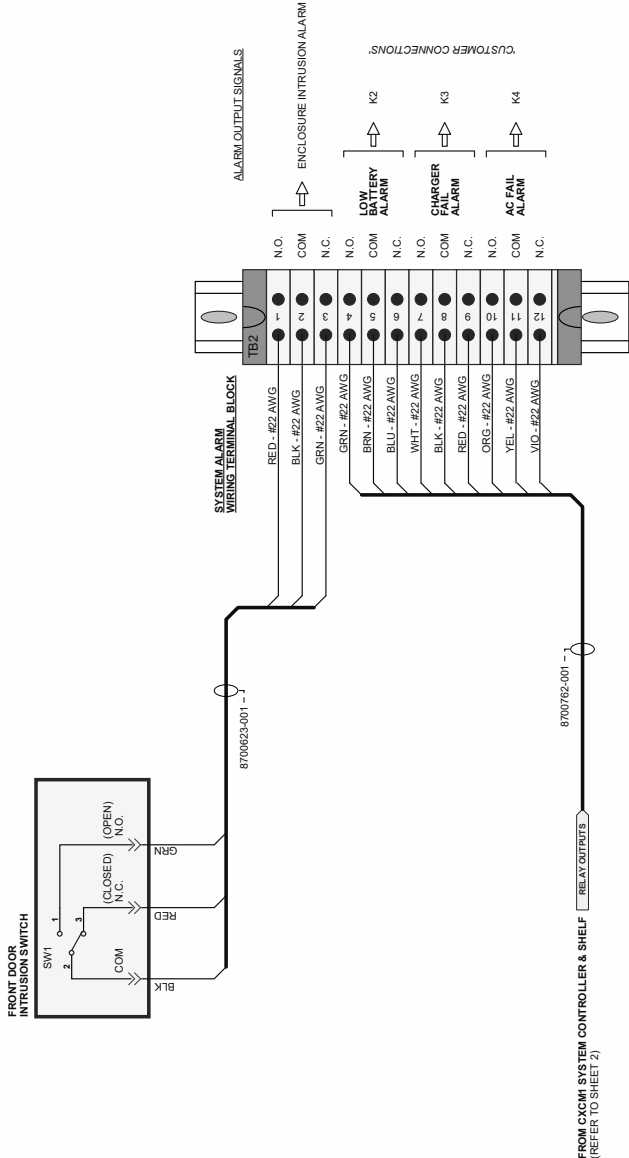 FRONT DOOR
INTRUSION SWITCH
SW1
1
2
3
COM
(CLOSED)
N.C.
(OPEN)
N.O.
BLK
RED
GRN
8700623-001
SYSTEM ALARM
WIRING TERMINAL BLOCK
TB2
RED - #22 AWG
BLK - #22 AWG
GRN - #22 AWG
GRN - #22 AWG
BRN - #22 AWG
BLU - #22 AWG
WHT - #22 AWG
BLK - #22 AWG
RED - #22 AWG
ORG - #22 AWG
YEL - #22 AWG
VIO - #22 AWG
1
2
3
4
5
6
7
8
9
10
11
12
N.O.
COM
N.C.
N.O.
COM
N.C.
N.O.
COM
N.C.
N.O.
COM
N.C.
ALARM OUTPUT SIGNALS
ENCLOSURE INTRUSION ALARM
LOW
BATTERY
ALARM
K2
CHARGER
FAIL
ALARM
K3
AC FAIL
ALARM
K4
'CUSTOMER CONNECTIONS'
8700762-001
FROM CXCM1 SYSTEM CONTROLLER & SHELF
(REFER TO SHEET 2)
RELAY OUTPUTS